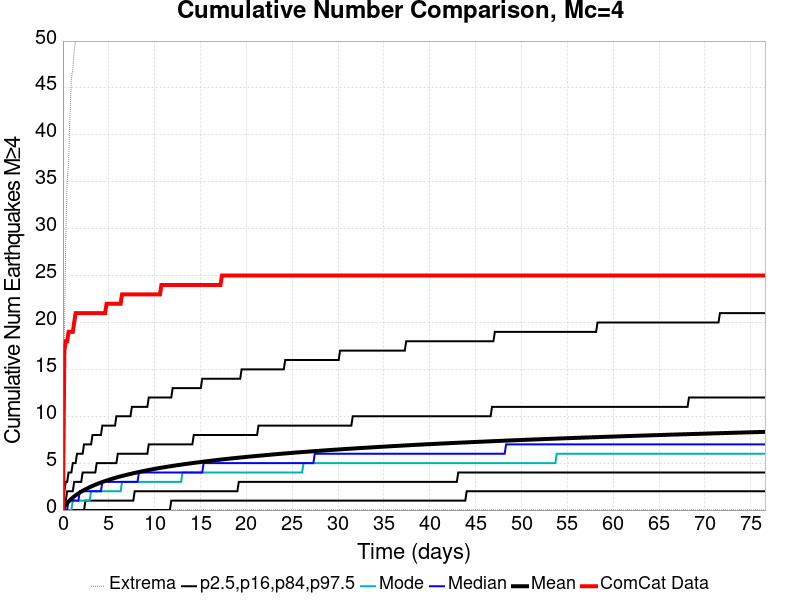 Cumulative Number Comparison, Mc=4
Cumulative Num Earthquakes M≥4
50
45
40
35
30
25
20
15
10
5
0
0 5 10 15 20 25 30 35 40 45 50 55 60 65 70 75
Time (days)
Extrema p2.5,p16,p84,p97.5 Mode Median Mean ComCat Data